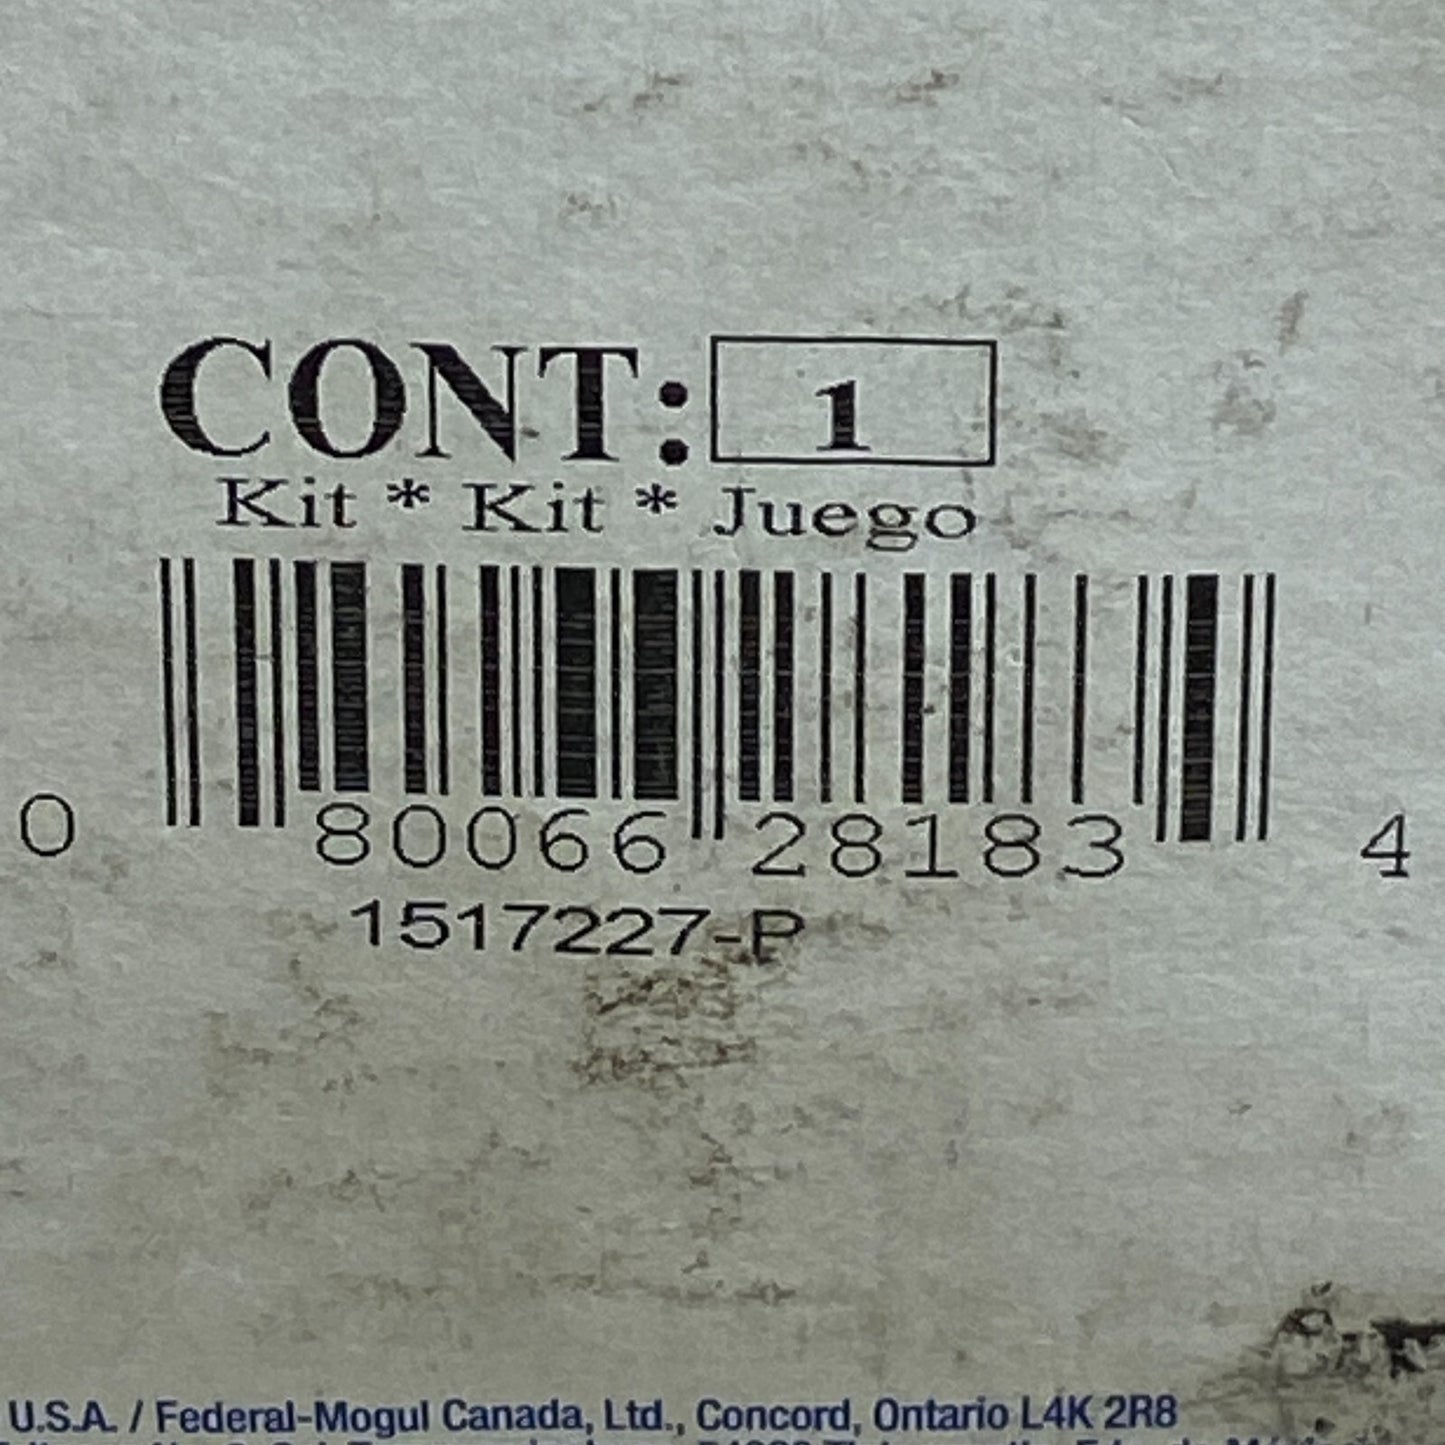 CONT: 1
Kit * Kit * Juego
0 80066 28183 4
1517227-P
U.S.A. / Federal-Mogul Canada, Ltd., Concord, Ontario L4K 2R8